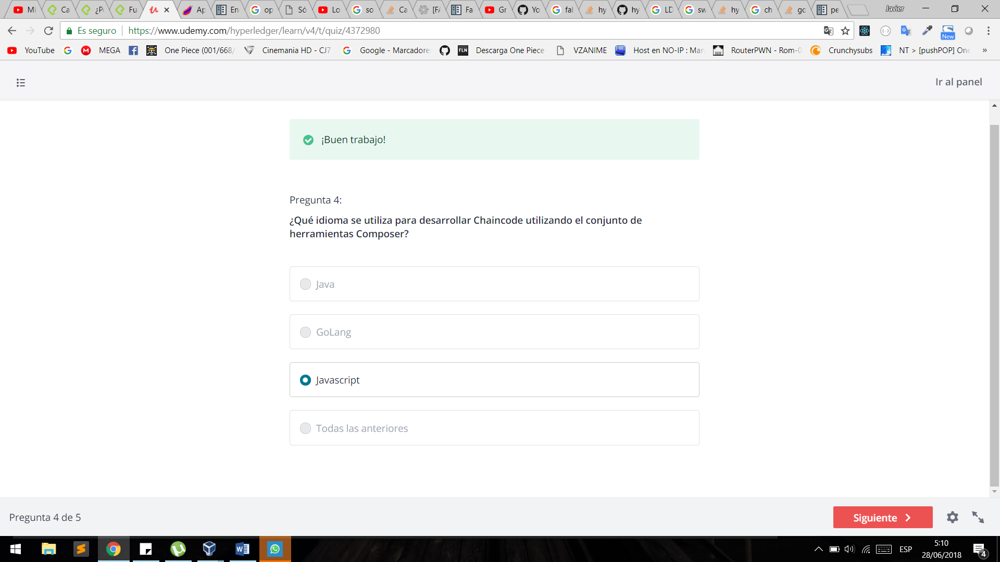 Mi
Ca
¿P
Fu
Ap
En
op
Só
Lo
so
Ca
[FA
Fa
Gr
Yo
fal
hy
hy
LD
sw
hy
ch
go
pe
Javier
Es seguro
https://www.udemy.com/hyperledger/learn/v4/t/quiz/4372980
New
YouTube
MEGA
One Piece (001/668/
Cinemania HD - CJ7
Google - Marcadore
FLN
Descarga One Piece
VZANIME
Host en NO-IP : Man
RouterPWN - Rom-0
Crunchysubs
NT > [pushPOP] One
»
Ir al panel
¡Buen trabajo!
Pregunta 4:
¿Qué idioma se utiliza para desarrollar Chaincode utilizando el conjunto de
herramientas Composer?
Java
GoLang
Javascript
Todas las anteriores
Pregunta 4 de 5
Siguiente
ESP
5:10
28/06/2018
4